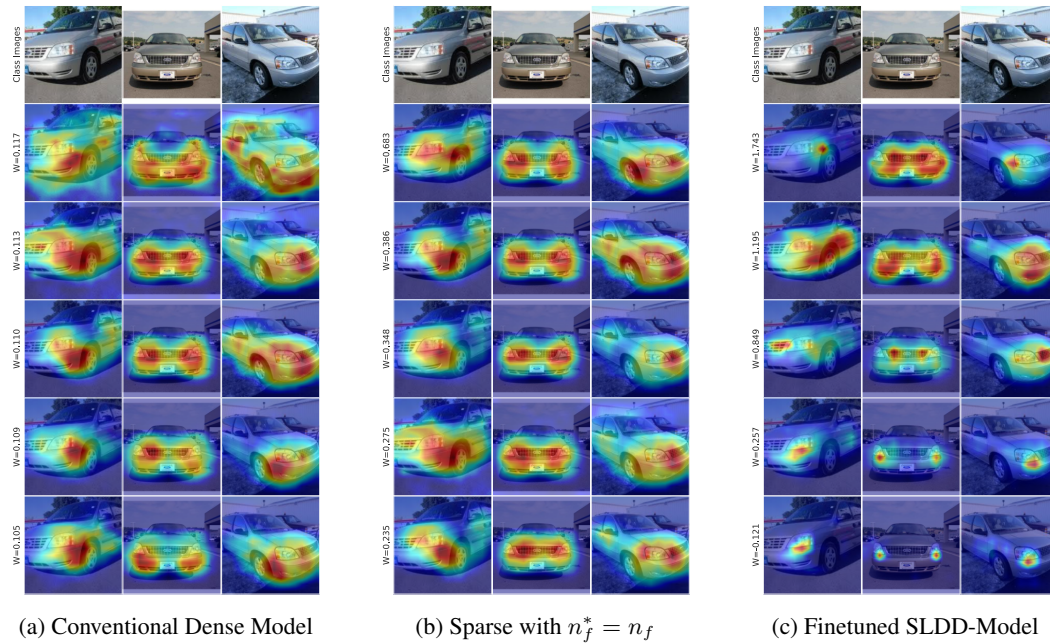 Class Images
W=0.117
W=0.113
W=0.110
W=0.109
W=0.105
(a) Conventional Dense Model
Class Images
W=0.683
W=0.386
W=0.348
W=0.275
W=0.235
(b) Sparse with $n_f^* = n_f$
Class Images
W=1.743
W=1.195
W=0.849
W=0.257
W=-0.121
(c) Finetuned SLDD-Model